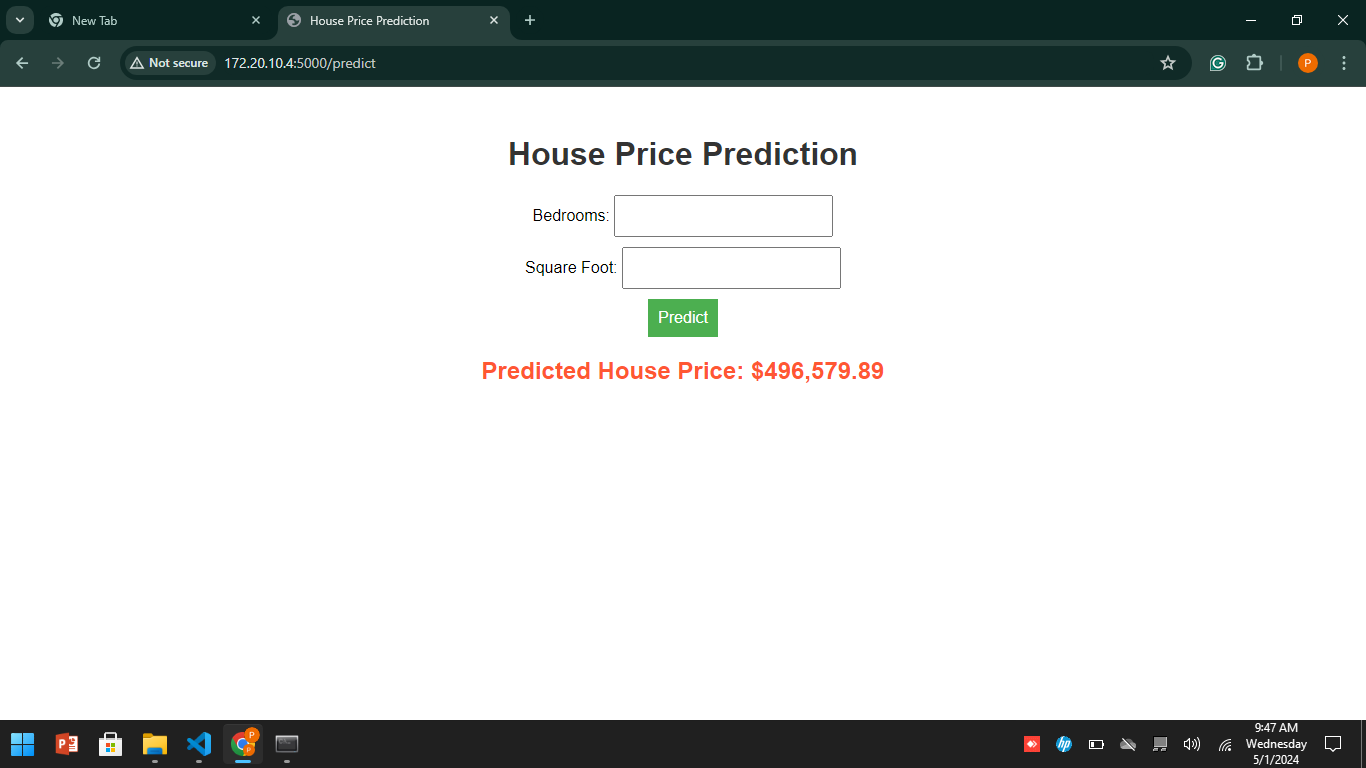 New Tab
House Price Prediction
Not secure
172.20.10.4:5000/predict
P
House Price Prediction
Bedrooms:
Square Foot:
Predict
Predicted House Price: $496,579.89
9:47 AM
Wednesday
5/1/2024